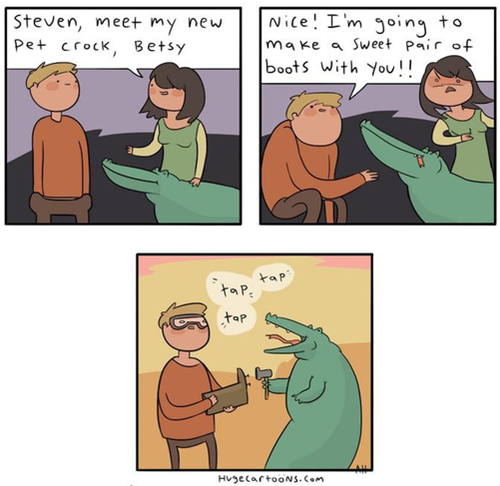 Steven, meet my new
Pet crock, Betsy
Nice! I'm going to
make a sweet pair of
boots with you!!
tap
tap
tap
AH
HUGECARTOONS.COM